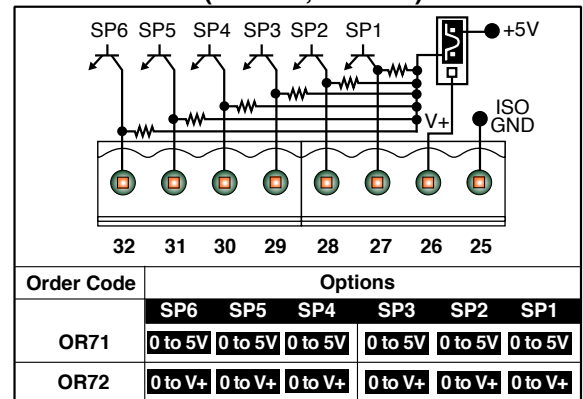 SP6 SP5 SP4 SP3 SP2 SP1
+5V
V+
ISO
GND
32 31 30 29 28 27 26 25
Order Code Options
SP6 SP5 SP4 SP3 SP2 SP1
OR71 0 to 5V 0 to 5V 0 to 5V 0 to 5V 0 to 5V 0 to 5V
OR72 0 to V+ 0 to V+ 0 to V+ 0 to V+ 0 to V+ 0 to V+